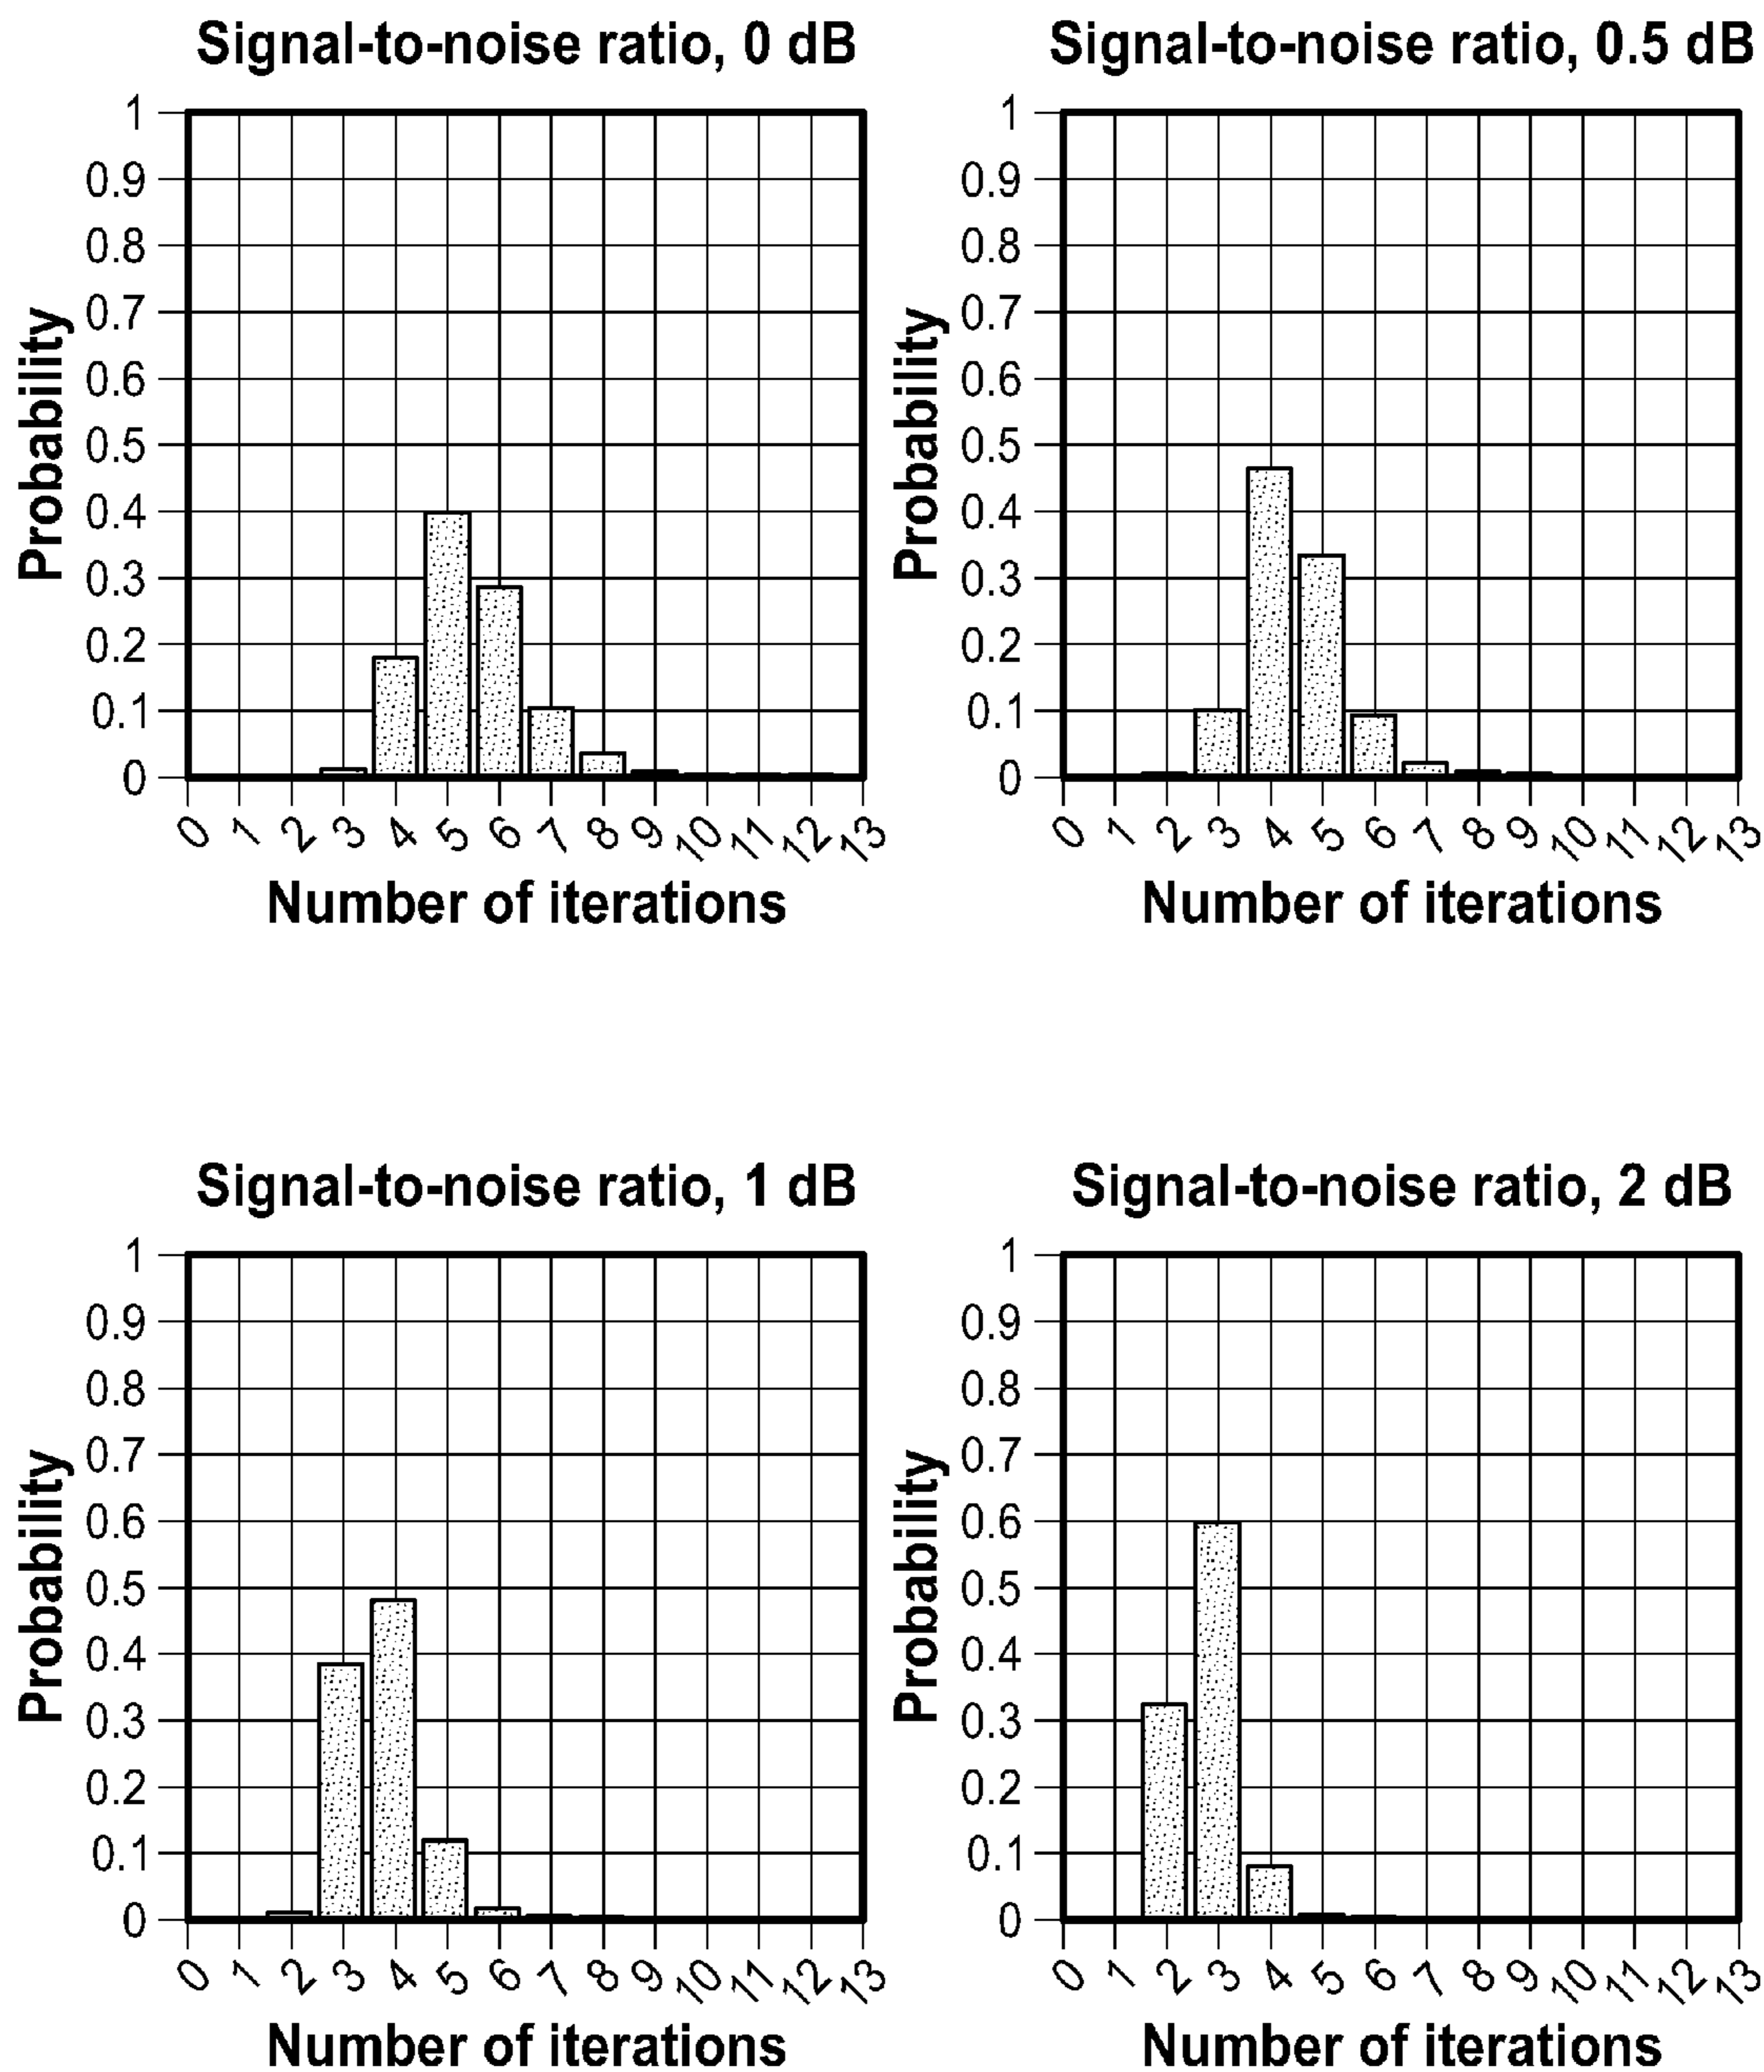 Signal-to-noise ratio, 0 dB
Probability
1
0.9
0.8
0.7
0.6
0.5
0.4
0.3
0.2
0.1
0
0 1 2 3 4 5 6 7 8 9 10 11 12 13
Number of iterations
Signal-to-noise ratio, 0.5 dB
Probability
1
0.9
0.8
0.7
0.6
0.5
0.4
0.3
0.2
0.1
0
0 1 2 3 4 5 6 7 8 9 10 11 12 13
Number of iterations
Signal-to-noise ratio, 1 dB
Probability
1
0.9
0.8
0.7
0.6
0.5
0.4
0.3
0.2
0.1
0
0 1 2 3 4 5 6 7 8 9 10 11 12 13
Number of iterations
Signal-to-noise ratio, 2 dB
Probability
1
0.9
0.8
0.7
0.6
0.5
0.4
0.3
0.2
0.1
0
0 1 2 3 4 5 6 7 8 9 10 11 12 13
Number of iterations